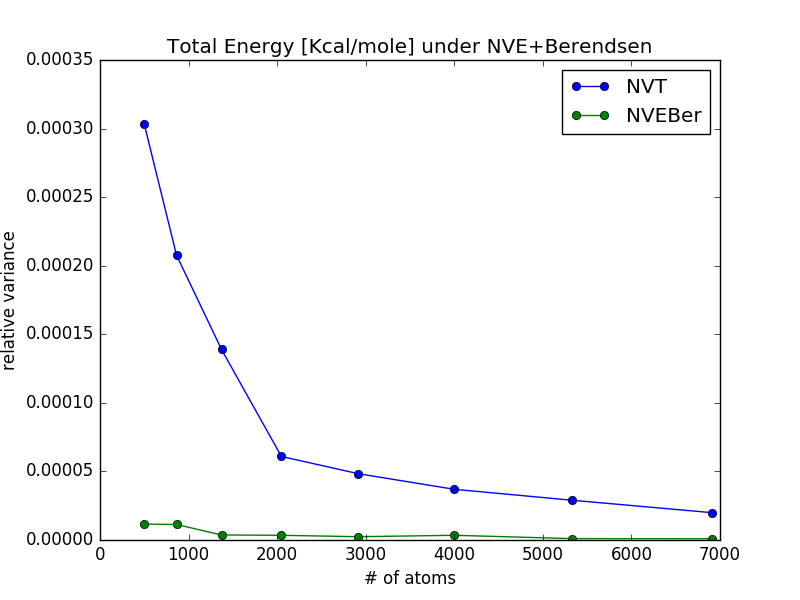 Total Energy [Kcal/mole] under NVE+Berendsen
0.00035
0.00030
0.00025
0.00020
0.00015
0.00010
0.00005
0.00000
relative variance
NVT
NVEBer
0 1000 2000 3000 4000 5000 6000 7000
# of atoms